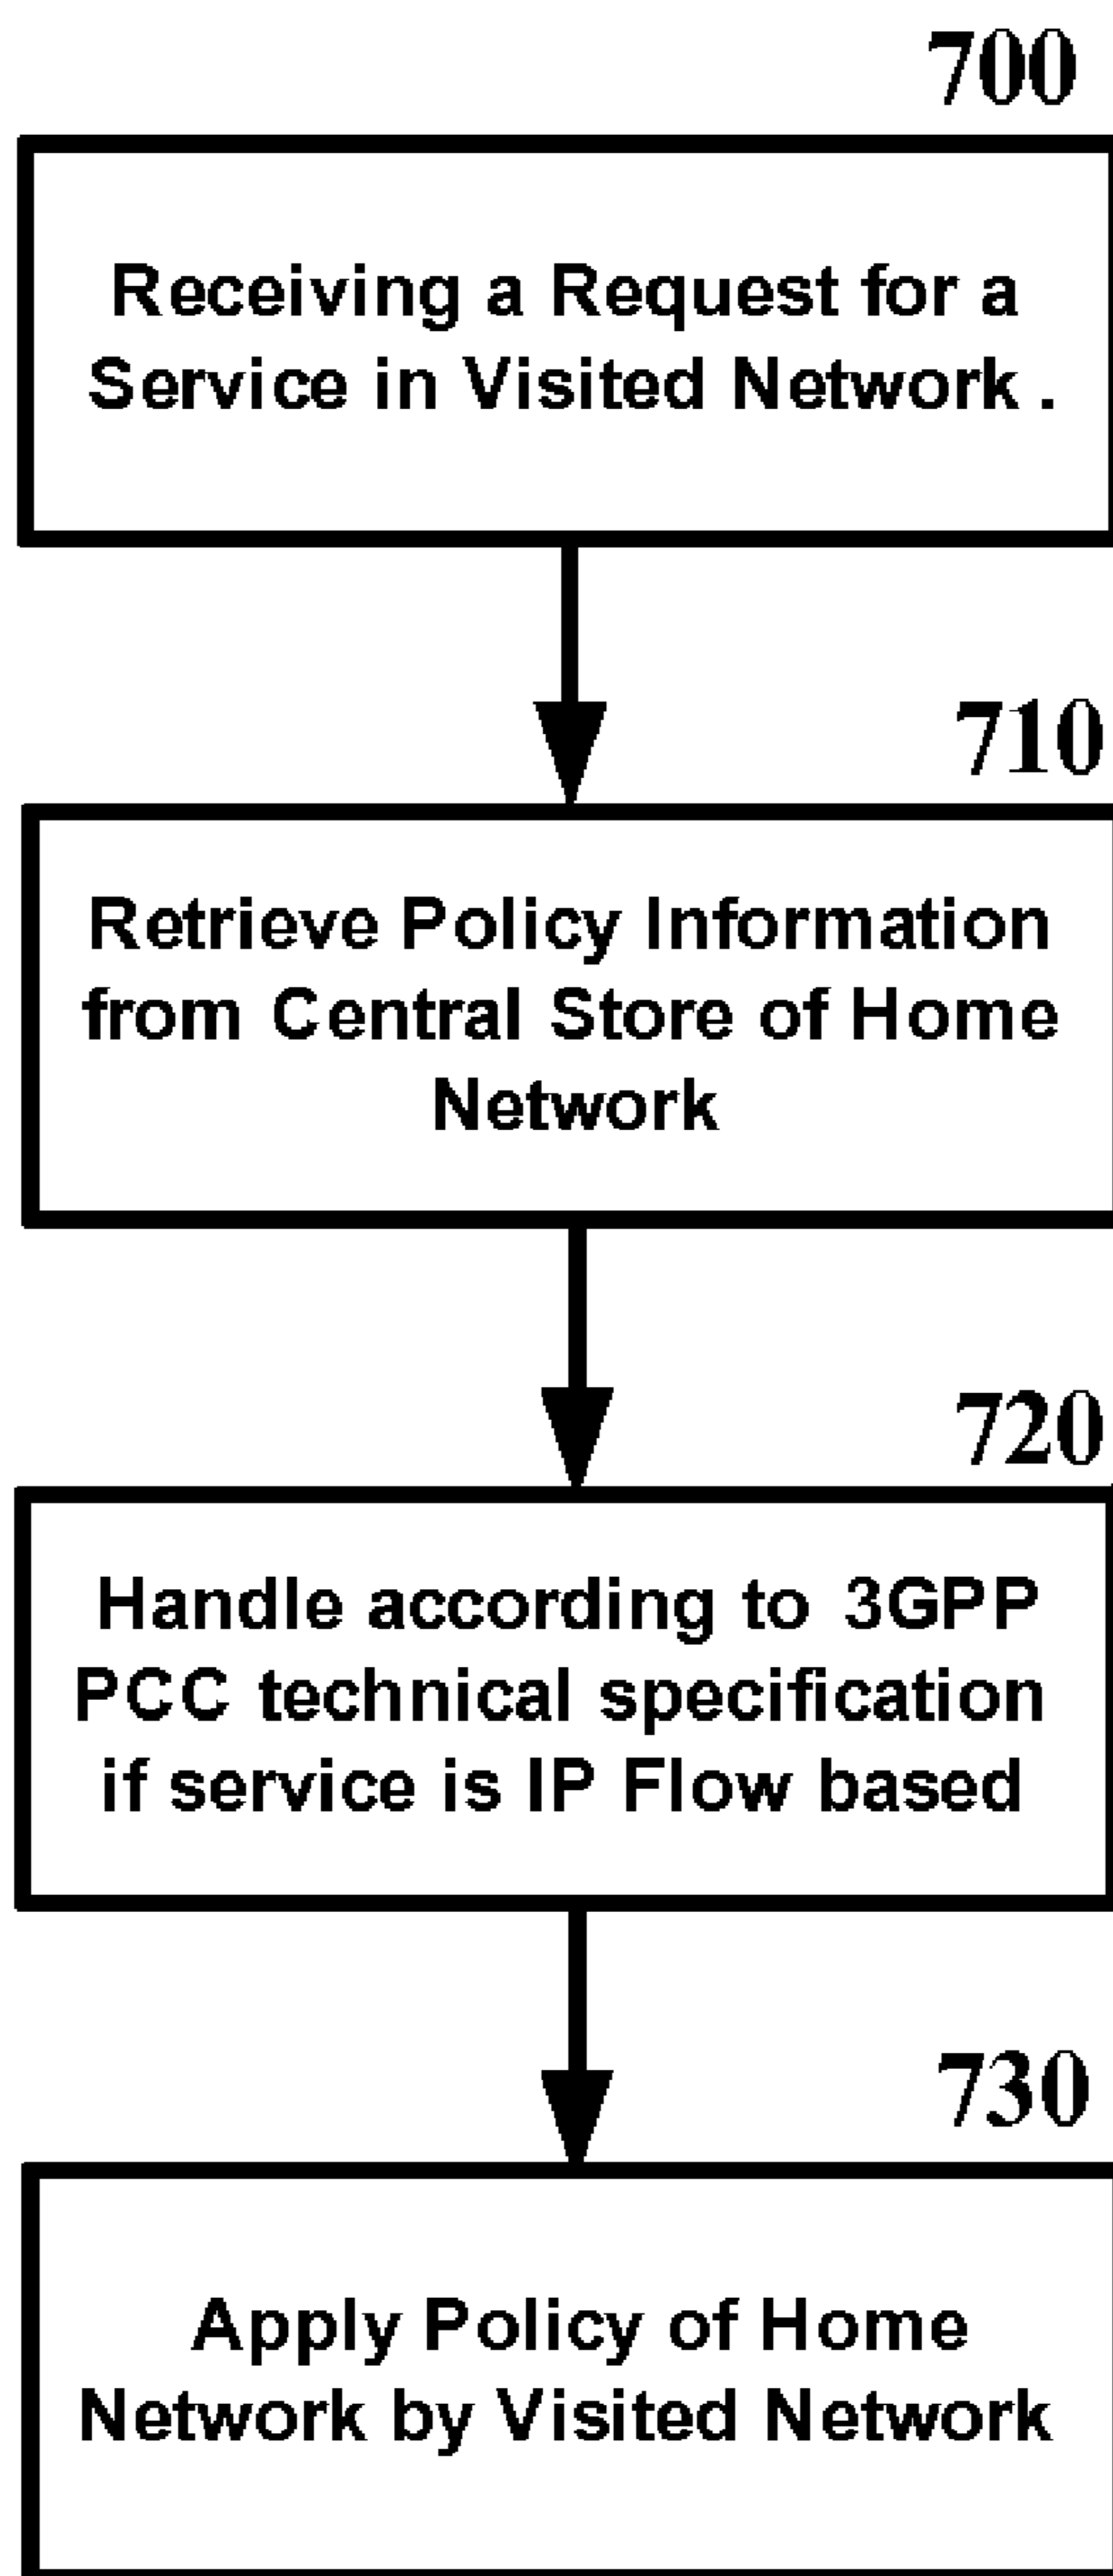 700
Receiving a Request for a
Service in Visited Network .
710
Retrieve Policy Information
from Central Store of Home
Network
720
Handle according to 3GPP
PCC technical specification
if service is IP Flow based
730
Apply Policy of Home
Network by Visited Network